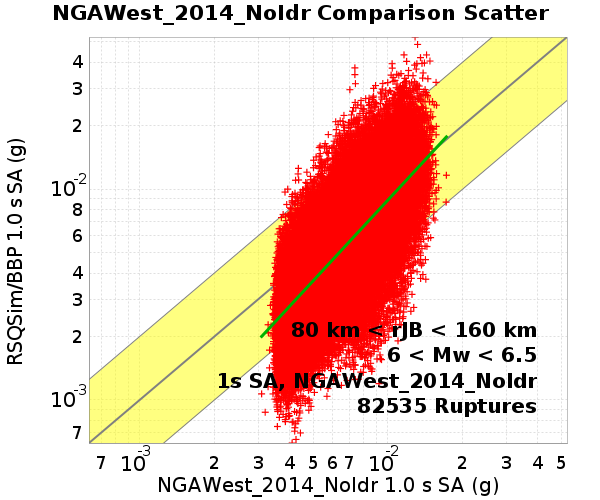 NGAWest_2014_NoIdr Comparison Scatter
RSQSim/BBP 1.0 s SA (g)
4
3
2
10-2
8
6
4
3
2
10-3
7
80 km < rJB < 160 km
6 < Mw < 6.5
1s SA, NGAWest_2014_NoIdr
82535 Ruptures
7 10-3 2 3 4 5 6 7 10-2 2 3 4 5
NGAWest_2014_NoIdr 1.0 s SA (g)